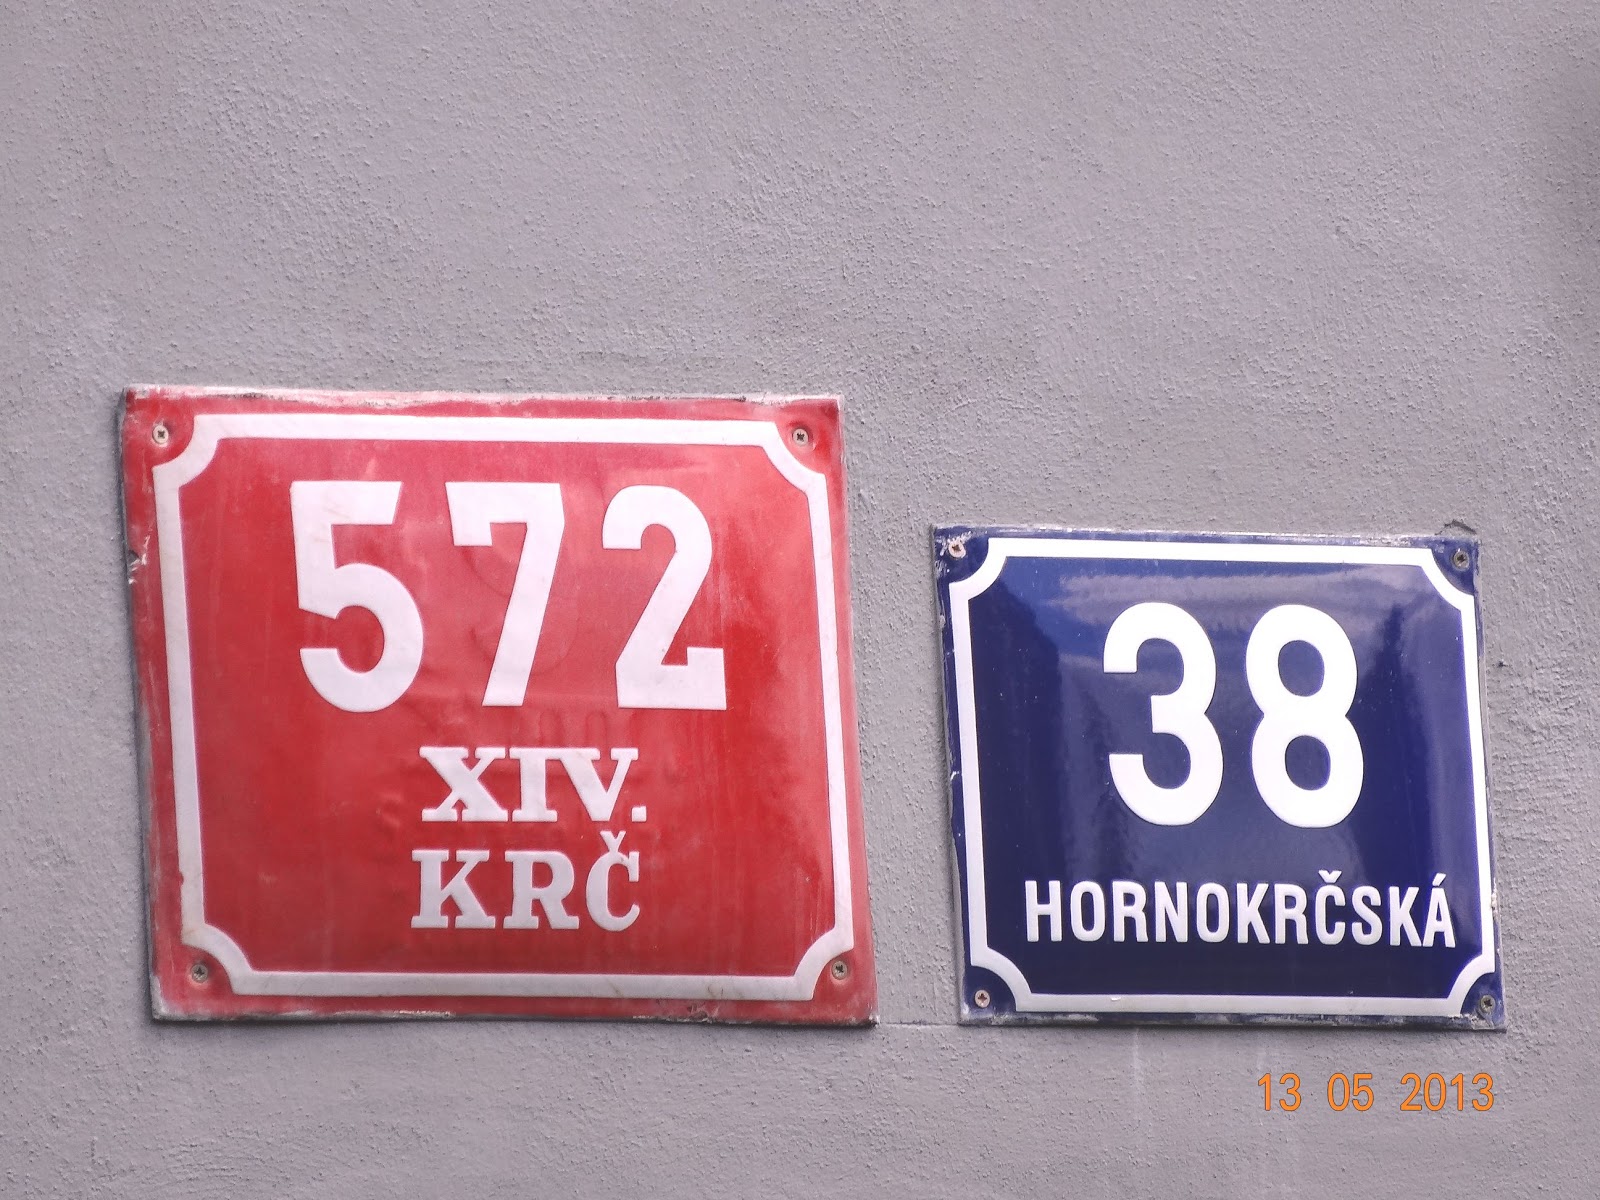 572
XIV.
KRČ
38
HORNOKRČSKÁ
13 05 2013